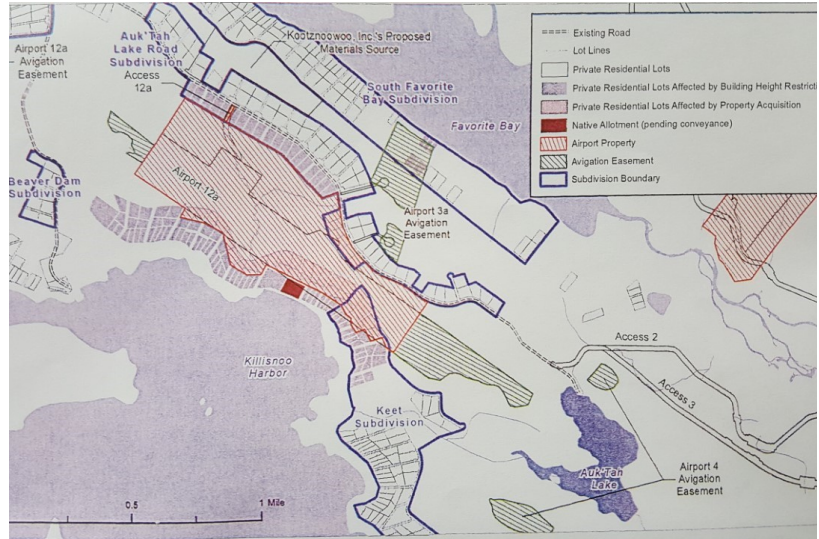 Airport 12a
Avigation
Easement
Auk'Tah
Lake Road
Subdivision
Access
12a
Kootznoowoo, Inc.'s Proposed
Materials Source
South Favorite
Bay Subdivision
Favorite Bay
Existing Road
Lot Lines
Private Residential Lots
Private Residential Lots Affected by Building Height Restricti
Private Residential Lots Affected by Property Acquisition
Native Allotment (pending conveyance)
Airport Property
Avigation Easement
Subdivision Boundary
Beaver Dam
Subdivision
Airport 12a
Airport 3a
Avigation
Easement
Killisnoo
Harbor
Keet
Subdivision
Access 2
Access 3
Auk'Tah
Lake
Airport 4
Avigation
Easement
0.5
1 Mile